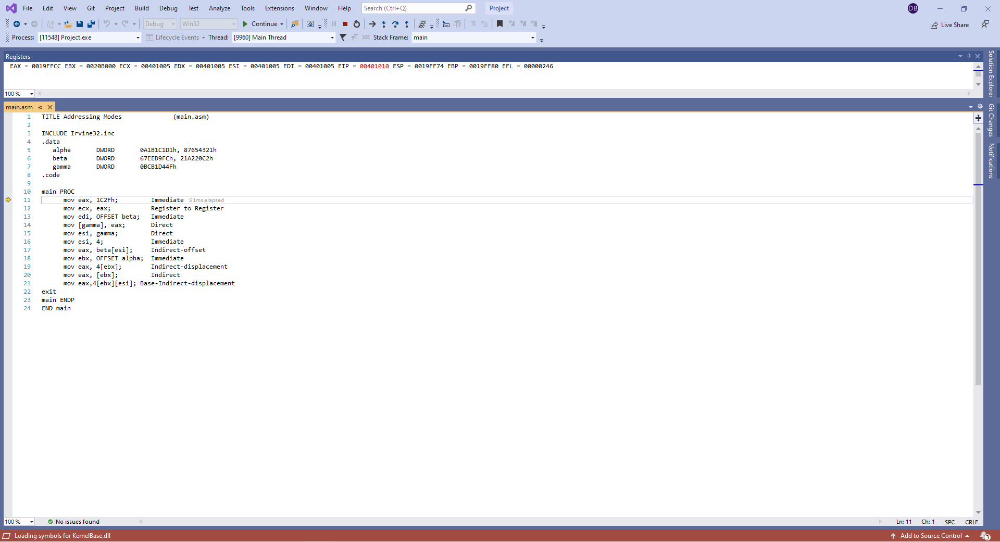 File Edit View Git Project Build Debug Test Analyze Tools Extensions Window Help Search (Ctrl+Q) Project DB
Debug Win32 Continue Live Share
Process: [11548] Project.exe Lifecycle Events Thread: [9960] Main Thread Stack Frame: main
Registers
EAX = 0019FFCC EBX = 0020B000 ECX = 00401005 EDX = 00401005 ESI = 00401005 EDI = 00401005 EIP = 00401010 ESP = 0019FF74 EBP = 0019FF80 EFL = 00000246
100 %
main.asm
1 TITLE Addressing Modes (main.asm)
2
3 INCLUDE Irvine32.inc
4 .data
5 alpha DWORD 0A1B1C1D1h, 87654321h
6 beta DWORD 67EED9FCh, 21A220C2h
7 gamma DWORD 0BCB1D44Fh
8 .code
9
10 main PROC
11 mov eax, 1C2Fh; Immediate ≤1ms elapsed
12 mov ecx, eax; Register to Register
13 mov edi, OFFSET beta; Immediate
14 mov [gamma], eax; Direct
15 mov esi, gamma; Direct
16 mov esi, 4; Immediate
17 mov eax, beta[esi]; Indirect-offset
18 mov ebx, OFFSET alpha; Immediate
19 mov eax, 4[ebx]; Indirect-displacement
20 mov eax, [ebx]; Indirect
21 mov eax,4[ebx][esi]; Base-Indirect-displacement
22 exit
23 main ENDP
24 END main
Solution Explorer
Git Changes
Notifications
100 % No issues found Ln: 11 Ch: 1 SPC CRLF
Loading symbols for KernelBase.dll Add to Source Control 3